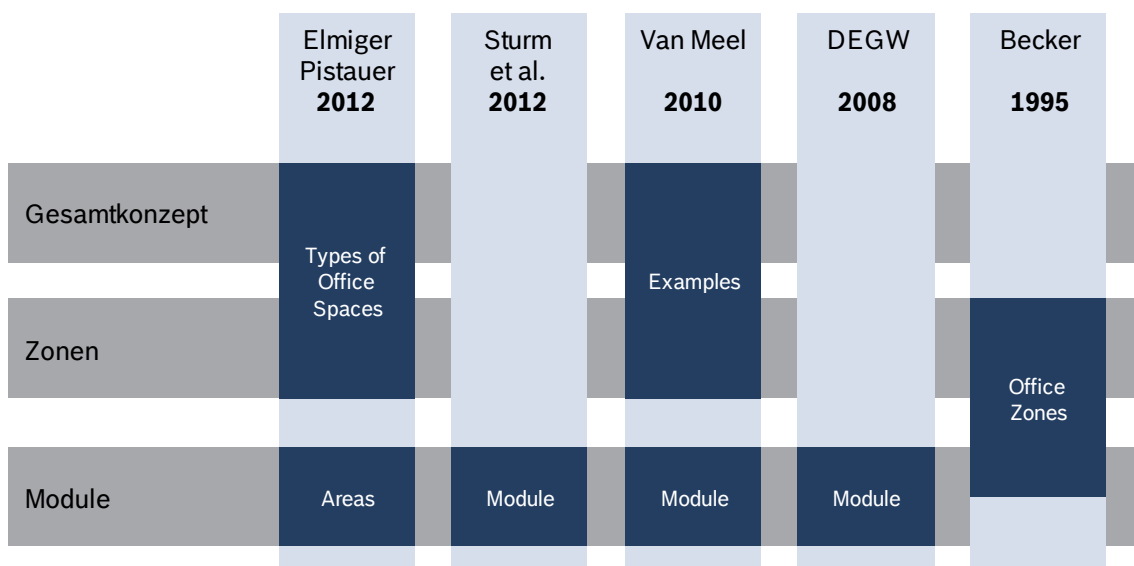 Elmiger
Pistauer
2012
Sturm
et al.
2012
Van Meel
2010
DEGW
2008
Becker
1995
Gesamtkonzept
Types of
Office
Spaces
Examples
Zonen
Office
Zones
Module
Areas
Module
Module
Module